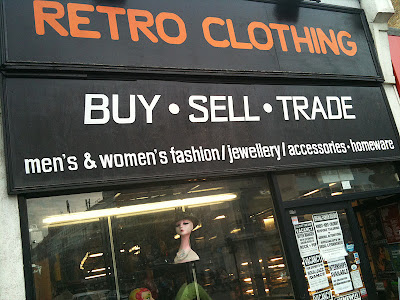 RETRO CLOTHING
BUY • SELL • TRADE
men's & women's fashion/jewellery/accessories•homeware